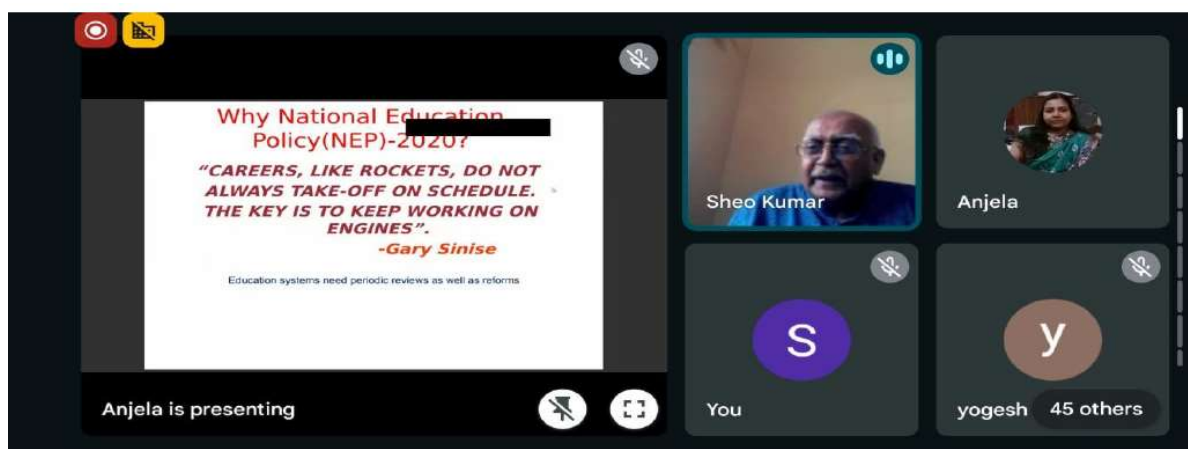 Why National Education
Policy(NEP)-2020?
“CAREERS, LIKE ROCKETS, DO NOT
ALWAYS TAKE-OFF ON SCHEDULE.
THE KEY IS TO KEEP WORKING ON
ENGINES”.
-Gary Sinise
Education systems need periodic reviews as well as reforms
Anjela is presenting
Sheo Kumar
Anjela
S
You
y
yogesh
45 others